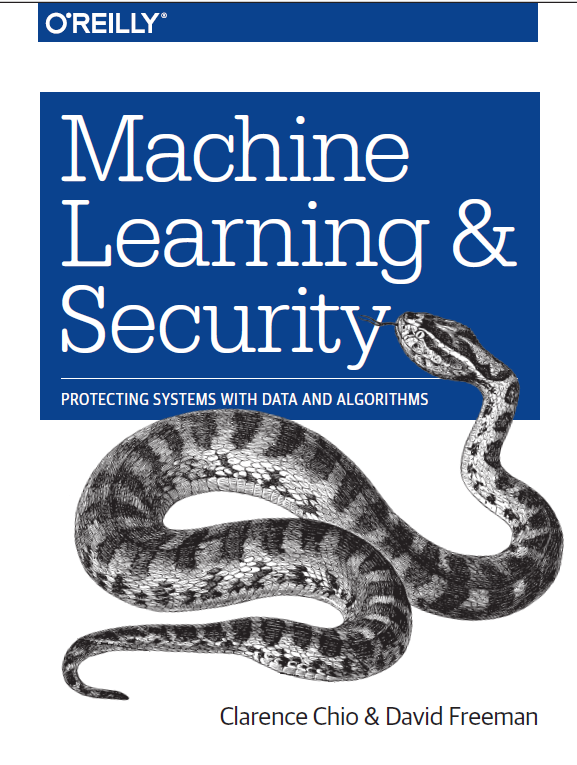 O'REILLY®
Machine
Learning &
Security
PROTECTING SYSTEMS WITH DATA AND ALGORITHMS
Clarence Chio & David Freeman